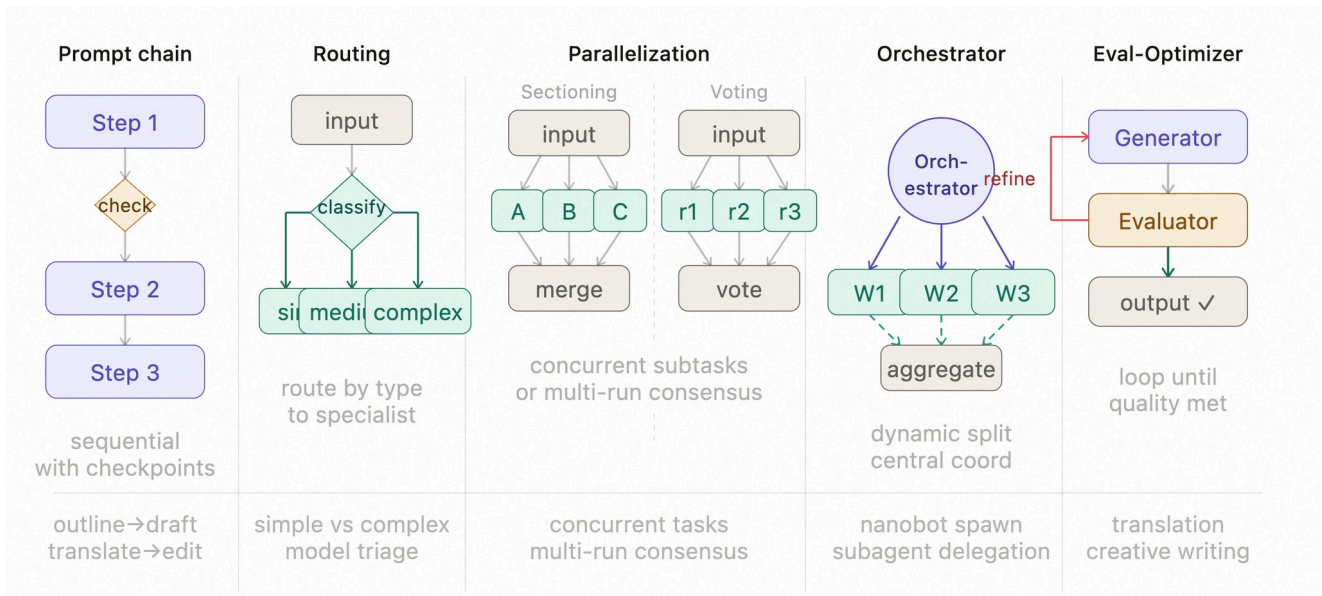 Prompt chain
Step 1
check
Step 2
Step 3
sequential
with checkpoints
outline→draft
translate→edit
Routing
input
classify
complex
route by type
to specialist
simple vs complex
model triage
Parallelization
Sectioning
input
A B C
merge
Voting
input
r1 r2 r3
vote
concurrent subtasks
or multi-run consensus
concurrent tasks
multi-run consensus
Orchestrator
Orch-
estrator
W1 W2 W3
aggregate
dynamic split
central coord
nanobot spawn
subagent delegation
Eval-Optimizer
Generator
refine
Evaluator
output ✓
loop until
quality met
translation
creative writing